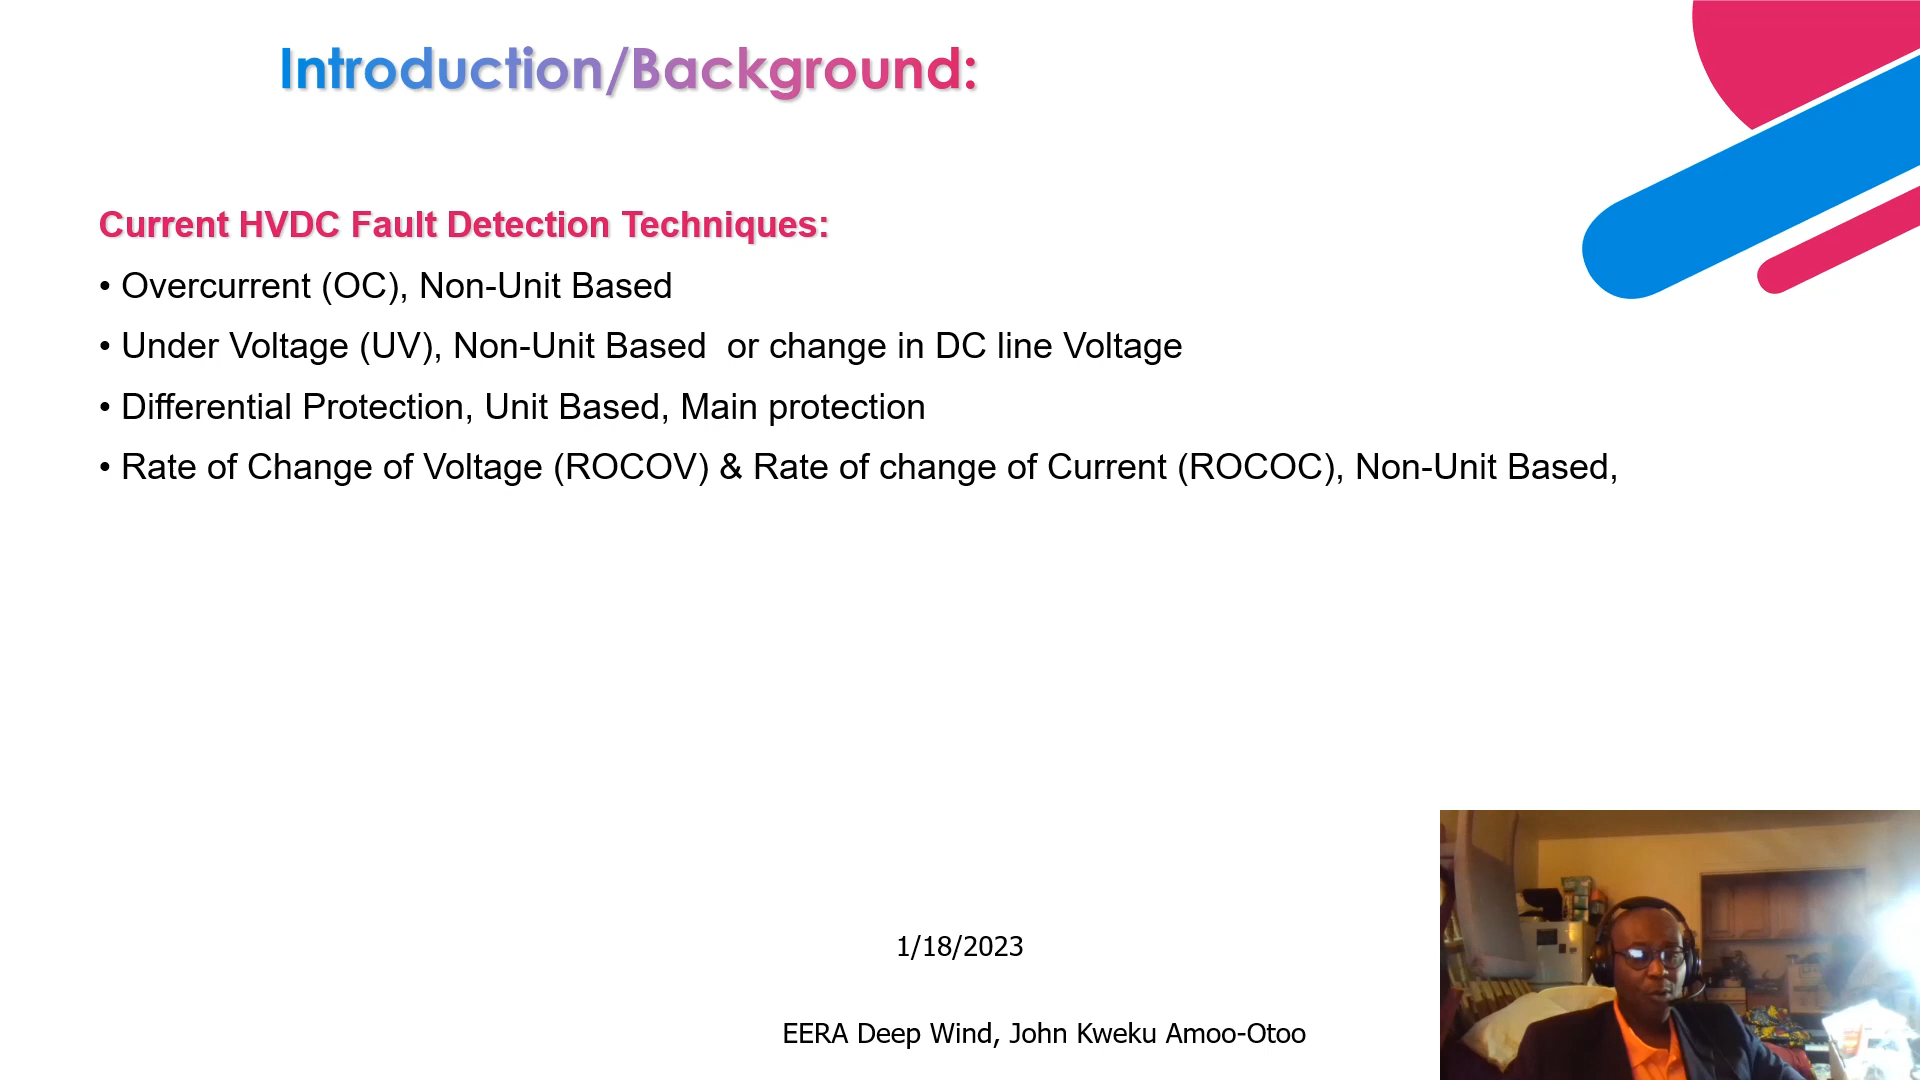 Introduction/Background:
Current HVDC Fault Detection Techniques:
• Overcurrent (OC), Non-Unit Based
• Under Voltage (UV), Non-Unit Based  or change in DC line Voltage
• Differential Protection, Unit Based, Main protection
• Rate of Change of Voltage (ROCOV) & Rate of change of Current (ROCOC), Non-Unit Based,
1/18/2023
EERA Deep Wind, John Kweku Amoo-Otoo